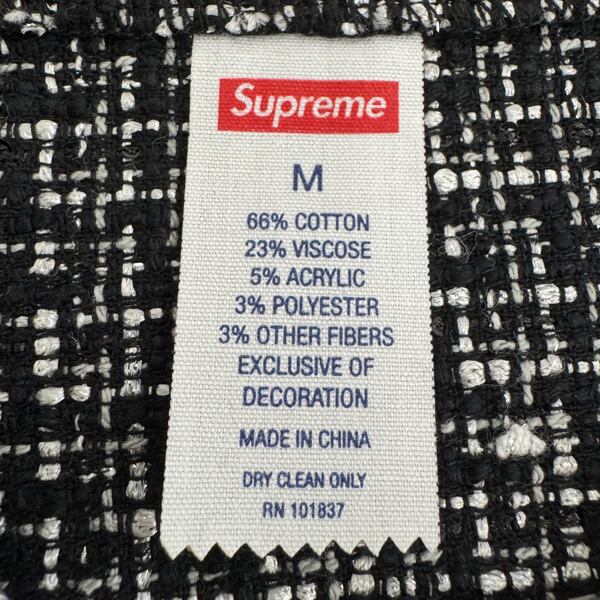 Supreme
M
66% COTTON
23% VISCOSE
5% ACRYLIC
3% POLYESTER
3% OTHER FIBERS
EXCLUSIVE OF
DECORATION
MADE IN CHINA
DRY CLEAN ONLY
RN 101837